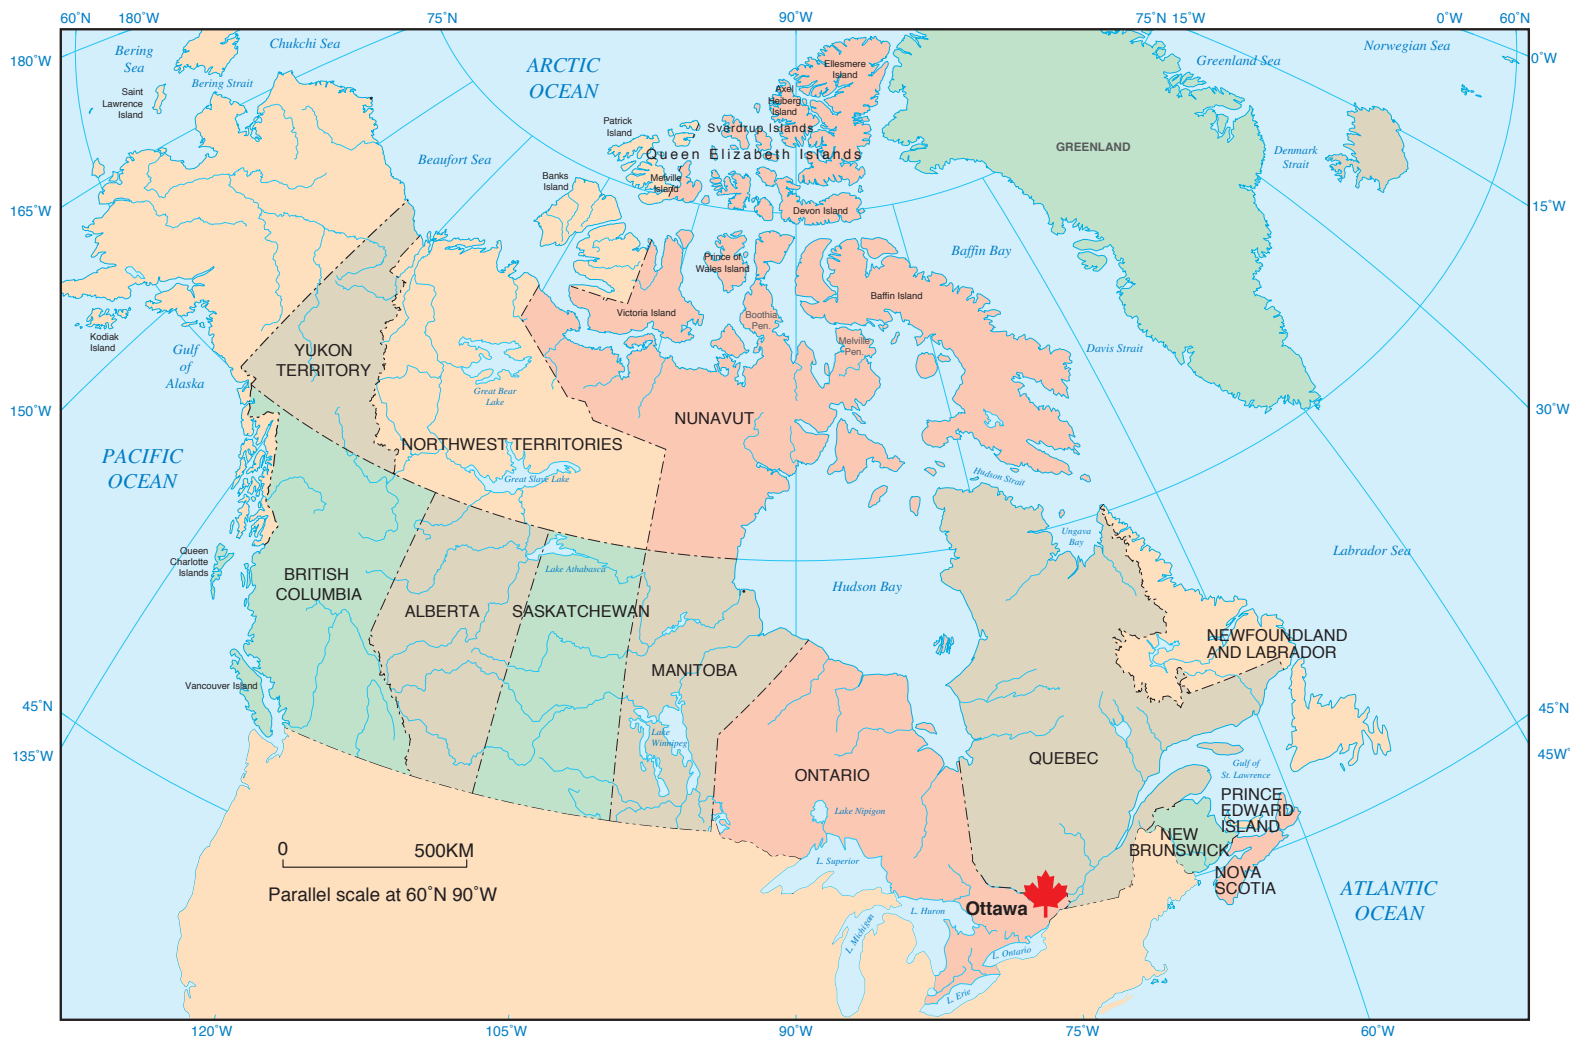 60˚N
180˚W
75˚N
90˚W
75˚N
15˚W
0˚W
60˚N
180˚W
165˚W
150˚W
45˚N
135˚W
0˚W
15˚W
30˚W
45˚N
45W˚
120˚W
105˚W
90˚W
75˚W
60˚W
Bering
Sea
Chukchi Sea
Bering Strait
Saint
Lawrence
Island
ARCTIC
OCEAN
Beaufort Sea
Norwegian Sea
Greenland Sea
Denmark
Strait
GREENLAND
Ellesmere
Island
Axel
Heiberg
Island
Sverdrup Islands
Queen Elizabeth Islands
Patrick
Island
Melville
Island
Banks
Island
Devon Island
Prince of
Wales Island
Baffin Bay
Baffin Island
Victoria Island
Boothia
Pen.
Melville
Pen.
Davis Strait
Kodiak
Island
Gulf
of
Alaska
YUKON
TERRITORY
Great Bear
Lake
NORTHWEST TERRITORIES
Great Slave Lake
NUNAVUT
PACIFIC
OCEAN
Hudson Strait
Ungava
Bay
Labrador Sea
Queen
Charlotte
Islands
BRITISH
COLUMBIA
ALBERTA
Lake Athabasca
SASKATCHEWAN
Hudson Bay
MANITOBA
NEWFOUNDLAND
AND LABRADOR
Vancouver Island
Lake
Winnipeg
ONTARIO
Lake Nipigon
QUEBEC
Gulf of
St. Lawrence
PRINCE
EDWARD
ISLAND
NEW
BRUNSWICK
NOVA
SCOTIA
ATLANTIC
OCEAN
0
500KM
Parallel scale at 60˚N 90˚W
L. Superior
L. Huron
L. Michigan
L. Ontario
L. Erie
Ottawa